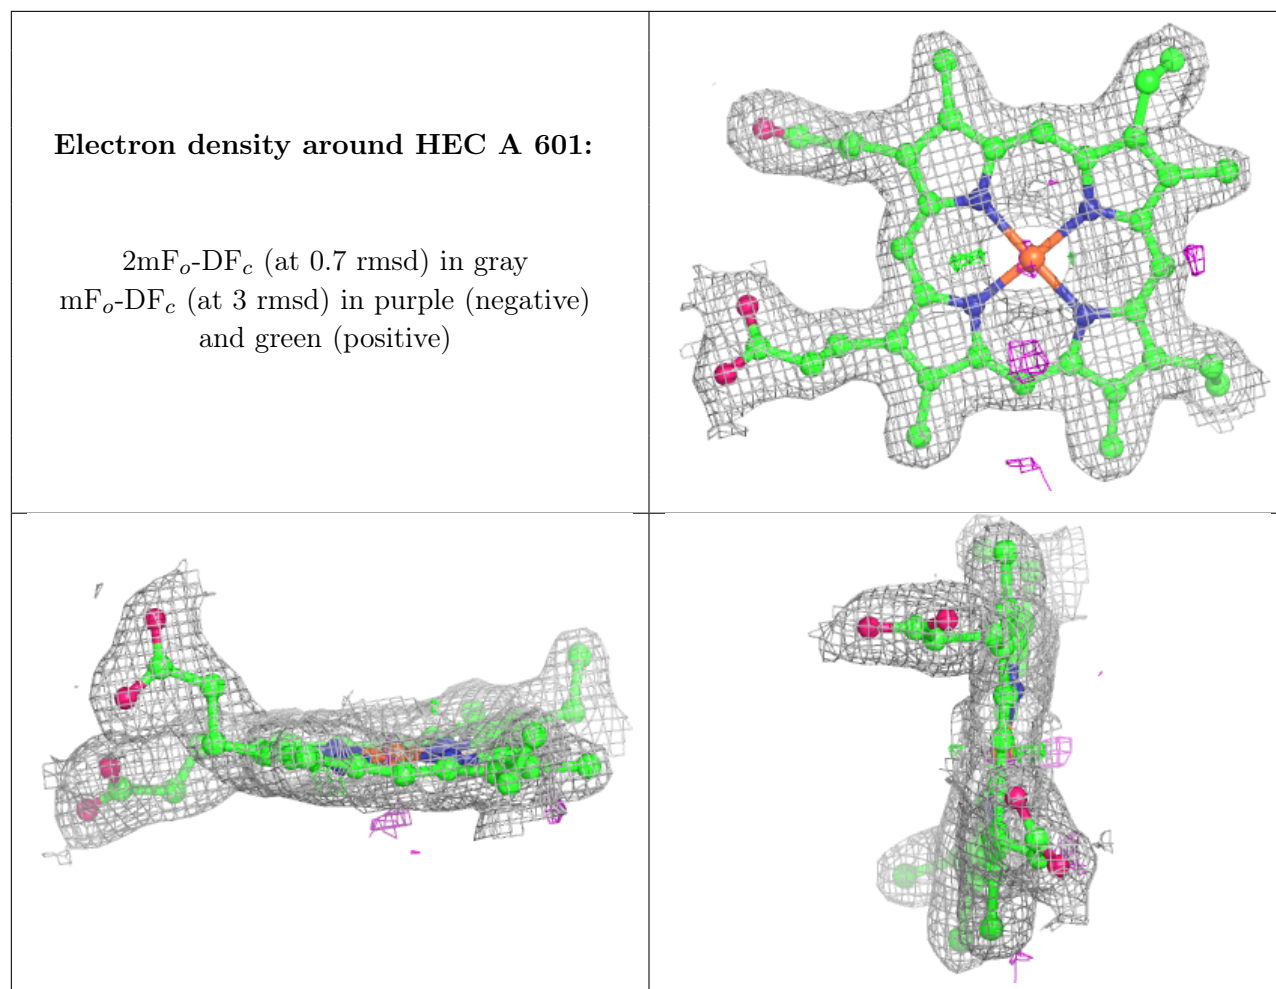 Electron density around HEC A 601:
2mFo-DFc (at 0.7 rmsd) in gray
mFo-DFc (at 3 rmsd) in purple (negative)
and green (positive)